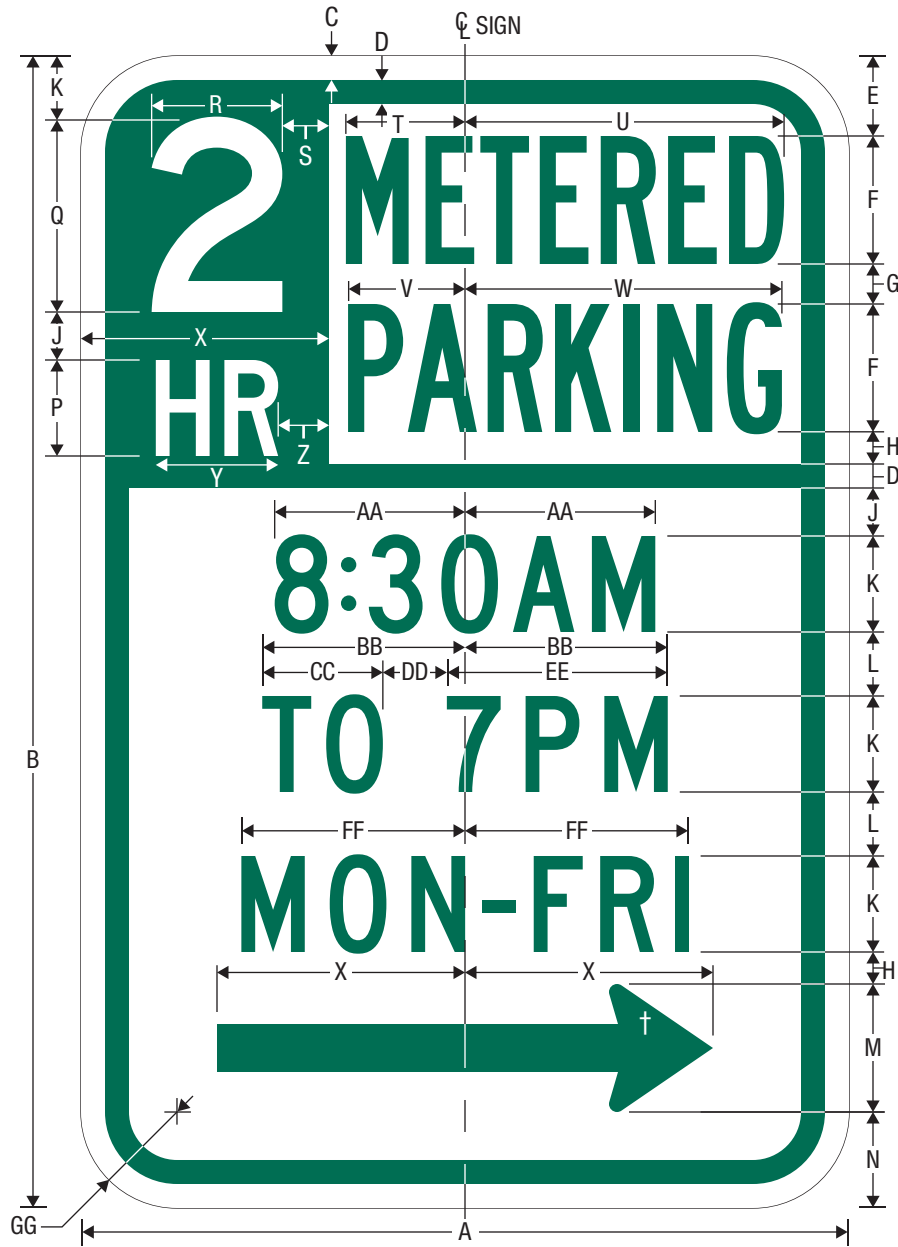 C
D
℄ SIGN
K
E
R
T
U
S
2
METERED
Q
F
V
W
G
J
X
PARKING
F
P
HR
Z
Y
H
D
AA
AA
J
8:30AM
K
BB
BB
CC
DD
EE
L
TO 7PM
K
B
FF
FF
L
MON-FRI
K
X
X
H
†
M
N
GG
A